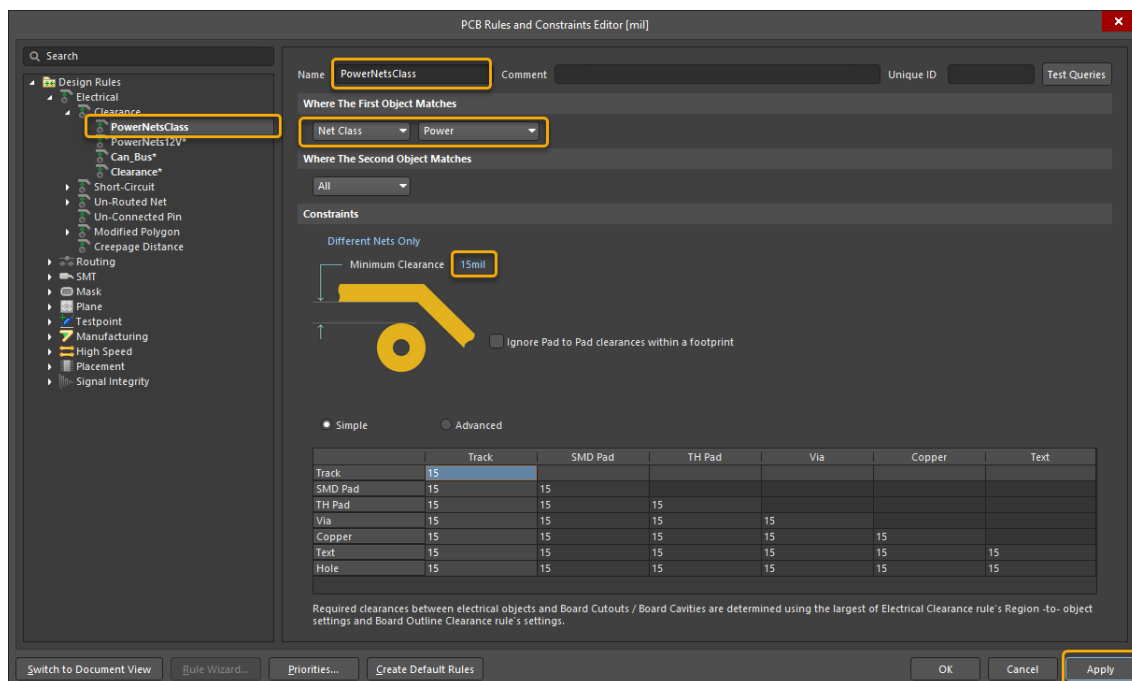 PCB Rules and Constraints Editor [mil]
Search
Design Rules
Electrical
Clearance
PowerNetsClass
PowerNets12V*
Can_Bus*
Clearance*
Short-Circuit
Un-Routed Net
Un-Connected Pin
Modified Polygon
Creepage Distance
Routing
SMT
Mask
Plane
Testpoint
Manufacturing
High Speed
Placement
Signal Integrity
Name PowerNetsClass Comment Unique ID Test Queries
Where The First Object Matches
Net Class Power
Where The Second Object Matches
All
Constraints
Different Nets Only
Minimum Clearance 15mil
Ignore Pad to Pad clearances within a footprint
Simple Advanced
Track SMD Pad TH Pad Via Copper Text
Track 15
SMD Pad 15 15
TH Pad 15 15 15
Via 15 15 15 15
Copper 15 15 15 15 15
Text 15 15 15 15 15 15
Hole 15 15 15 15 15 15
Required clearances between electrical objects and Board Cutouts / Board Cavities are determined using the largest of Electrical Clearance rule's Region -to- object
settings and Board Outline Clearance rule's settings.
Switch to Document View Rule Wizard... Priorities... Create Default Rules OK Cancel Apply